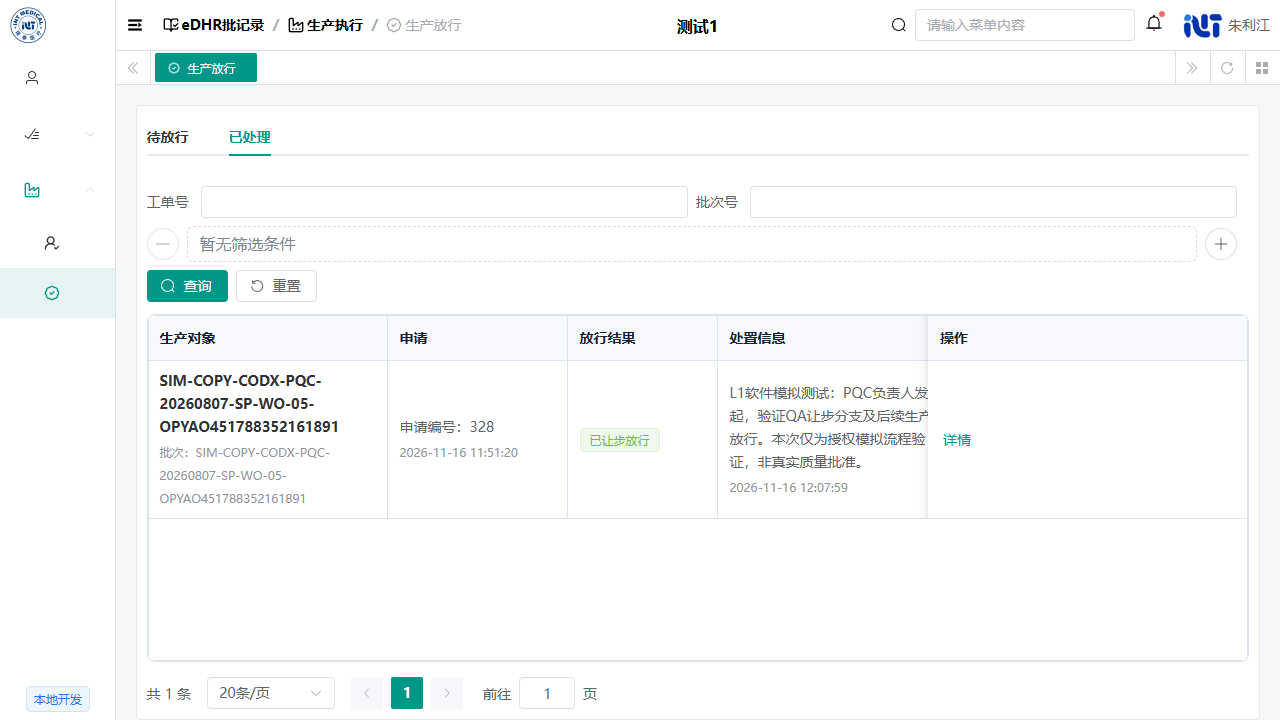 eDHR批记录 / 生产执行 / 生产放行
测试1
请输入菜单内容
朱利江
生产放行
待放行
已处理
工单号
批次号
暂无筛选条件
查询
重置
生产对象
申请
放行结果
处置信息
操作
SIM-COPY-CODX-PQC-
20260807-SP-WO-05-
OPYAO451788352161891
批次：SIM-COPY-CODX-PQC-
20260807-SP-WO-05-
OPYAO451788352161891
申请编号：328
2026-11-16 11:51:20
已让步放行
L1软件模拟测试：PQC负责人发
起，验证QA让步分支及后续生产
放行。本次仅为授权模拟流程验
证，非真实质量批准。
2026-11-16 12:07:59
详情
本地开发
共 1 条
20条/页
1
前往
1
页